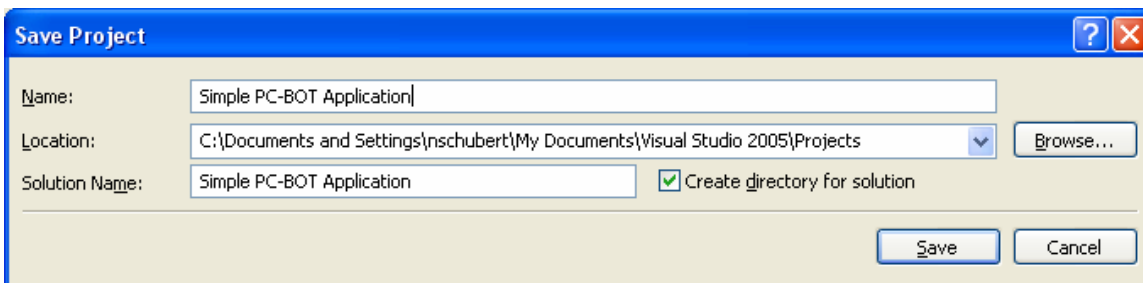 Save Project
Name: Simple PC-BOT Application
Location: C:\Documents and Settings\nschubert\My Documents\Visual Studio 2005\Projects Browse...
Solution Name: Simple PC-BOT Application Create directory for solution
Save Cancel